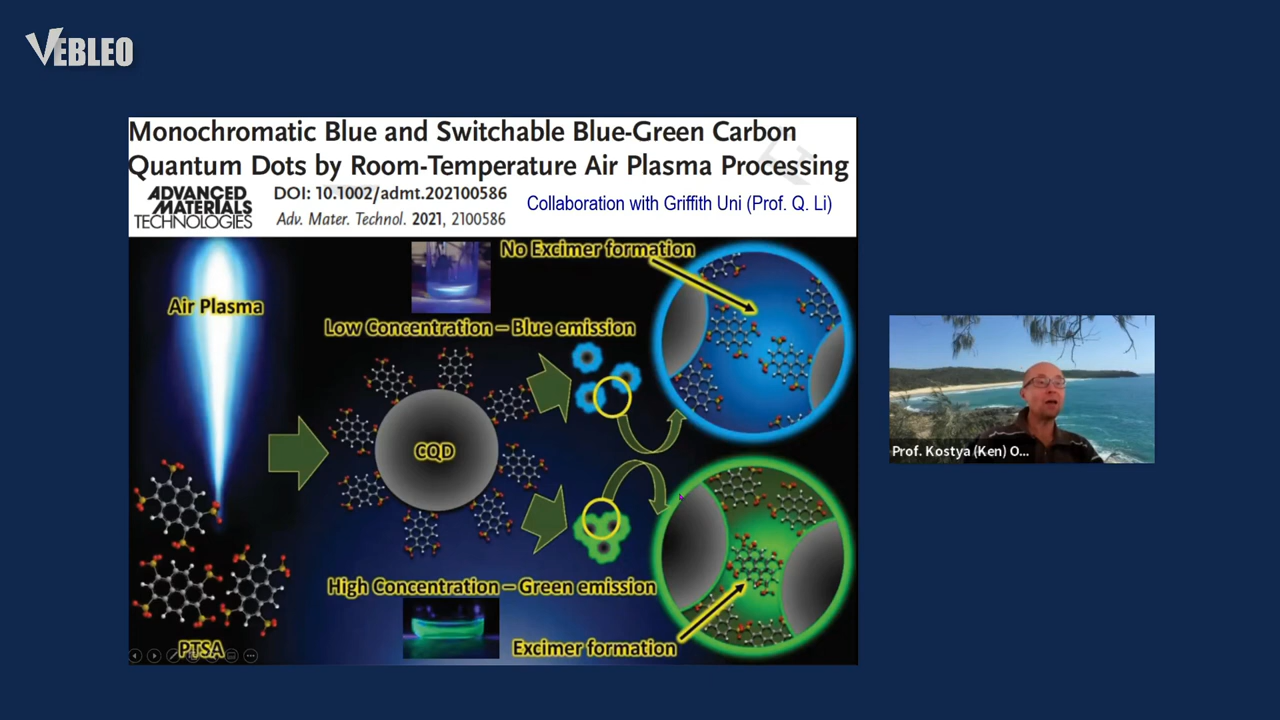 VEBLEO
Monochromatic Blue and Switchable Blue-Green Carbon
Quantum Dots by Room-Temperature Air Plasma Processing
ADVANCED
MATERIALS
TECHNOLOGIES
DOI: 10.1002/admt.202100586
Adv. Mater. Technol. 2021, 2100586
Collaboration with Griffith Uni (Prof. Q. Li)
No Excimer formation
Air Plasma
Low Concentration – Blue emission
CQD
Prof. Kostya (Ken) O...
High Concentration – Green emission
Excimer formation
PTSA